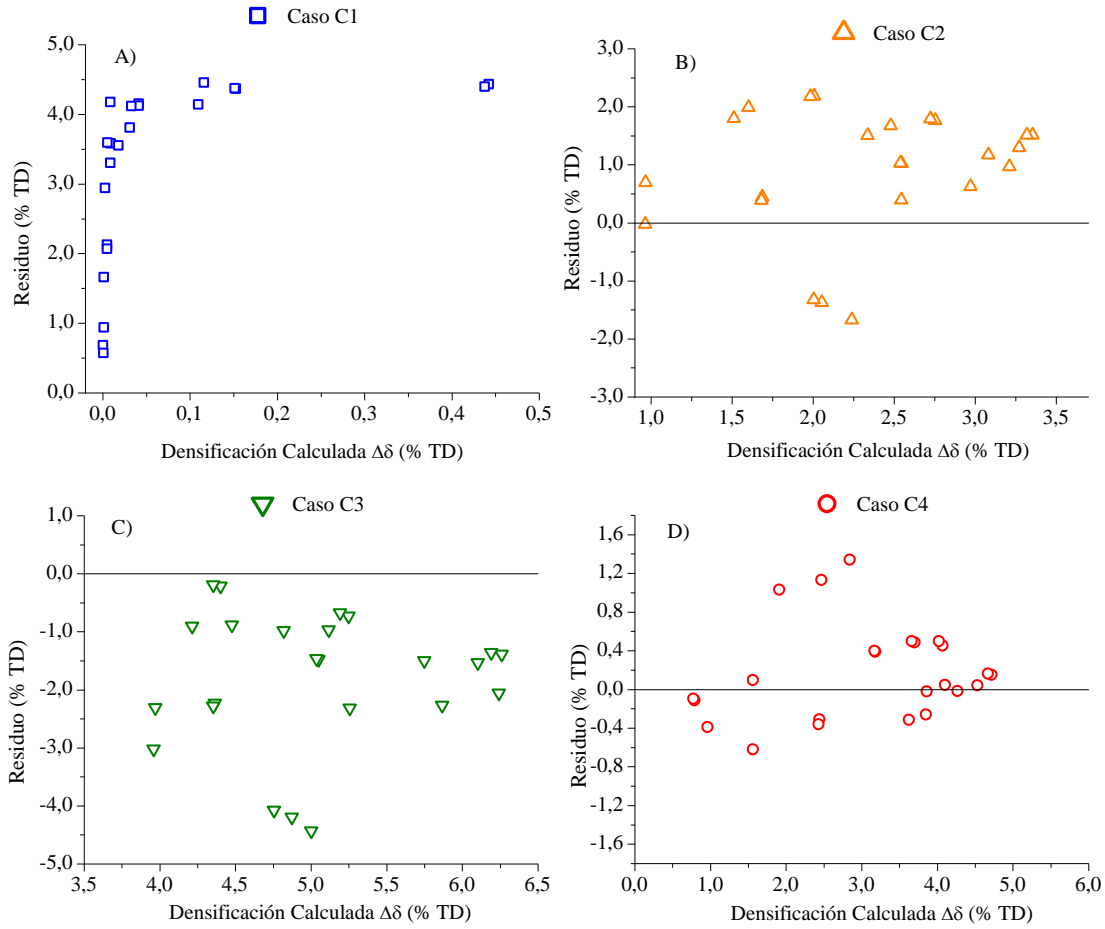 Caso C1
A)
5,0
4,0
3,0
2,0
1,0
0,0
Residuo (% TD)
0,0 0,1 0,2 0,3 0,4 0,5
Densificación Calculada Δδ (% TD)
Caso C2
B)
3,0
2,0
1,0
0,0
-1,0
-2,0
-3,0
Residuo (% TD)
1,0 1,5 2,0 2,5 3,0 3,5
Densificación Calculada Δδ (% TD)
Caso C3
C)
1,0
0,0
-1,0
-2,0
-3,0
-4,0
-5,0
Residuo (% TD)
3,5 4,0 4,5 5,0 5,5 6,0 6,5
Densificación Calculada Δδ (% TD)
Caso C4
D)
1,6
1,2
0,8
0,4
0,0
-0,4
-0,8
-1,2
-1,6
Residuo (% TD)
0,0 1,0 2,0 3,0 4,0 5,0 6,0
Densificación Calculada Δδ (% TD)